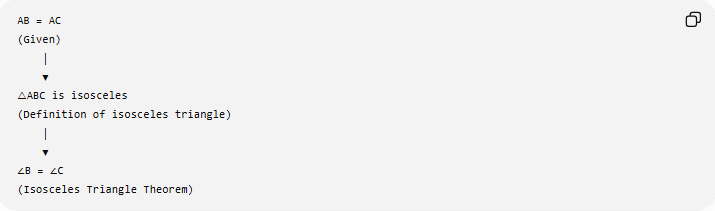 AB = AC
(Given)
|
▼
△ABC is isosceles
(Definition of isosceles triangle)
|
▼
∠B = ∠C
(Isosceles Triangle Theorem)